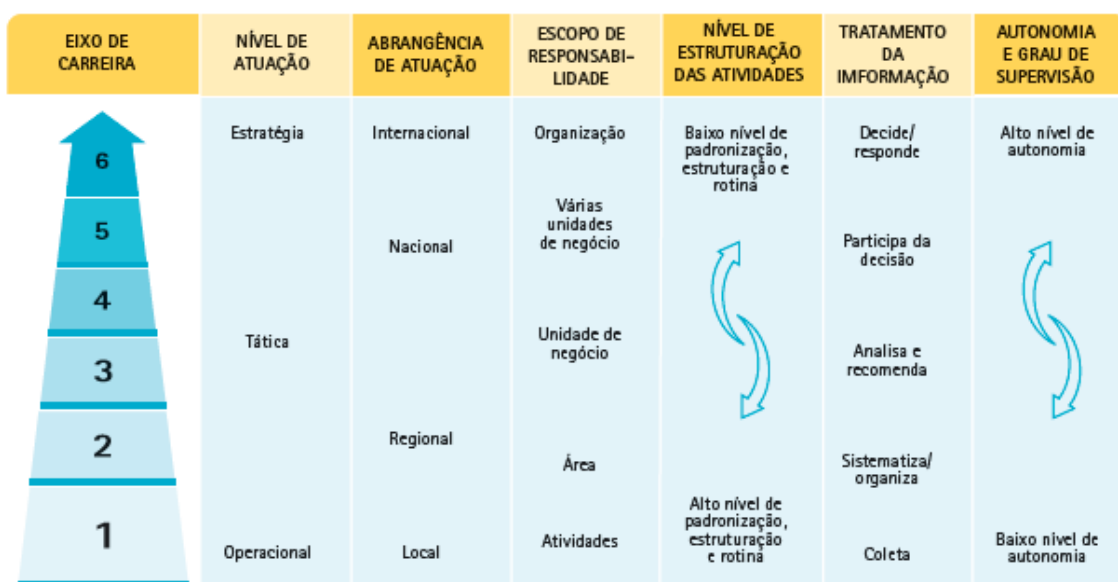 EIXO DE
CARREIRA
NÍVEL DE
ATUAÇÃO
ABRANGÊNCIA
DE ATUAÇÃO
ESCOPO DE
RESPONSABI-
LIDADE
NÍVEL DE
ESTRUTURAÇÃO
DAS ATIVIDADES
TRATAMENTO
DA
IMFORMAÇÃO
AUTONOMIA
E GRAU DE
SUPERVISÃO
6
5
4
3
2
1
Estratégia
Tática
Operacional
Internacional
Nacional
Regional
Local
Organização
Várias
unidades
de negócio
Unidade de
negócio
Área
Atividades
Baixo nível de
padronização,
estruturação e
rotina
Alto nível de
padronização,
estruturação
e rotina
Decide/
responde
Participa da
decisão
Analisa e
recomenda
Sistematiza/
organiza
Coleta
Alto nível de
autonomia
Baixo nível de
autonomia